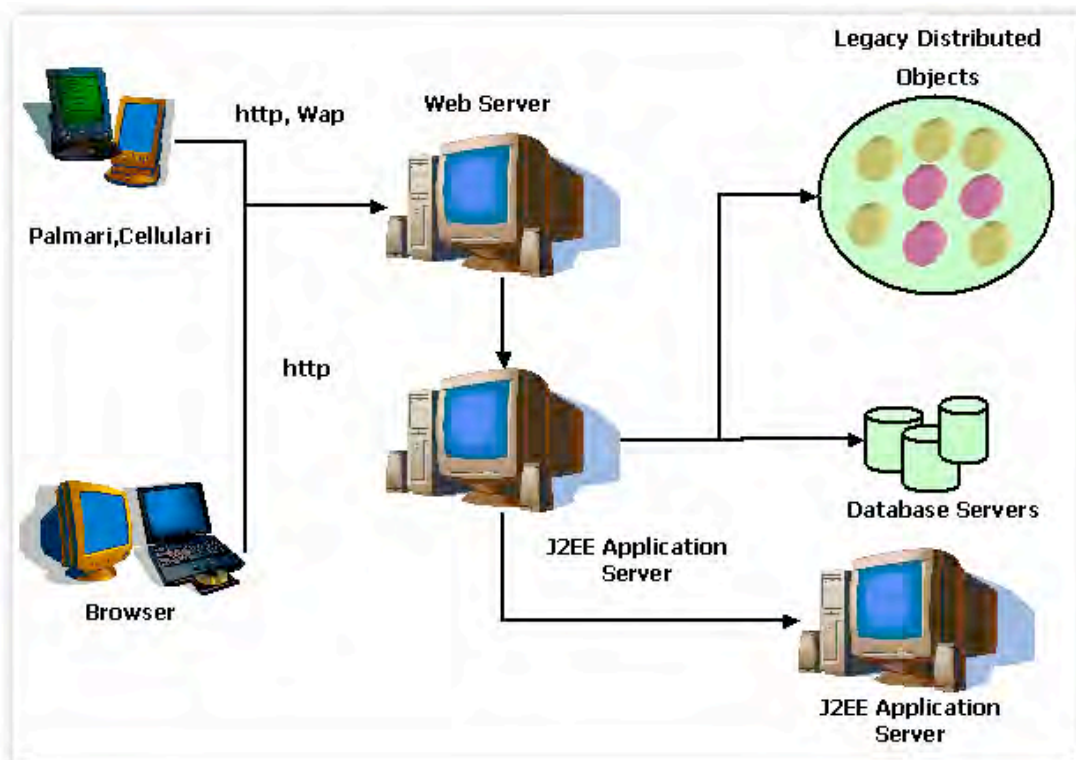 Legacy Distributed
Objects
http, Wap
Web Server
Palmari,Cellulari
http
Database Servers
J2EE Application
Server
Browser
J2EE Application
Server